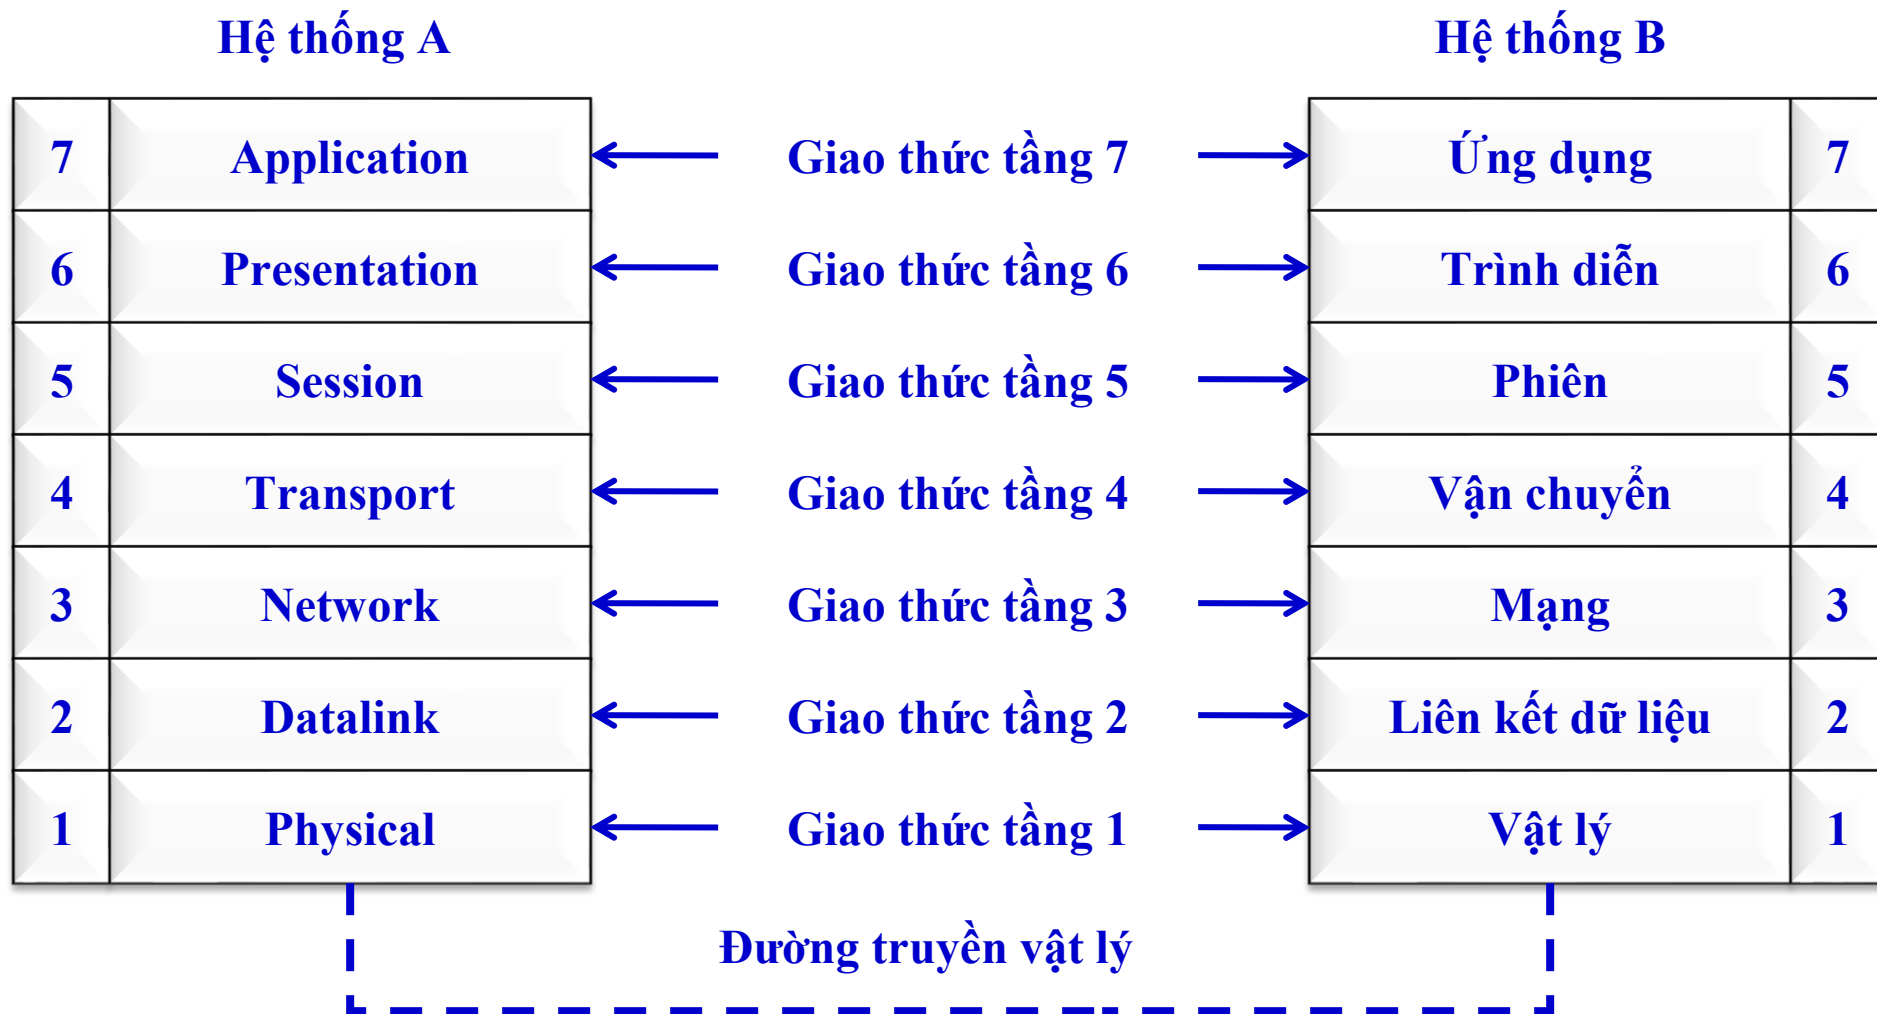 Hệ thống A Hệ thống B
7 Application Giao thức tầng 7 Ứng dụng 7
6 Presentation Giao thức tầng 6 Trình diễn 6
5 Session Giao thức tầng 5 Phiên 5
4 Transport Giao thức tầng 4 Vận chuyển 4
3 Network Giao thức tầng 3 Mạng 3
2 Datalink Giao thức tầng 2 Liên kết dữ liệu 2
1 Physical Giao thức tầng 1 Vật lý 1
Đường truyền vật lý